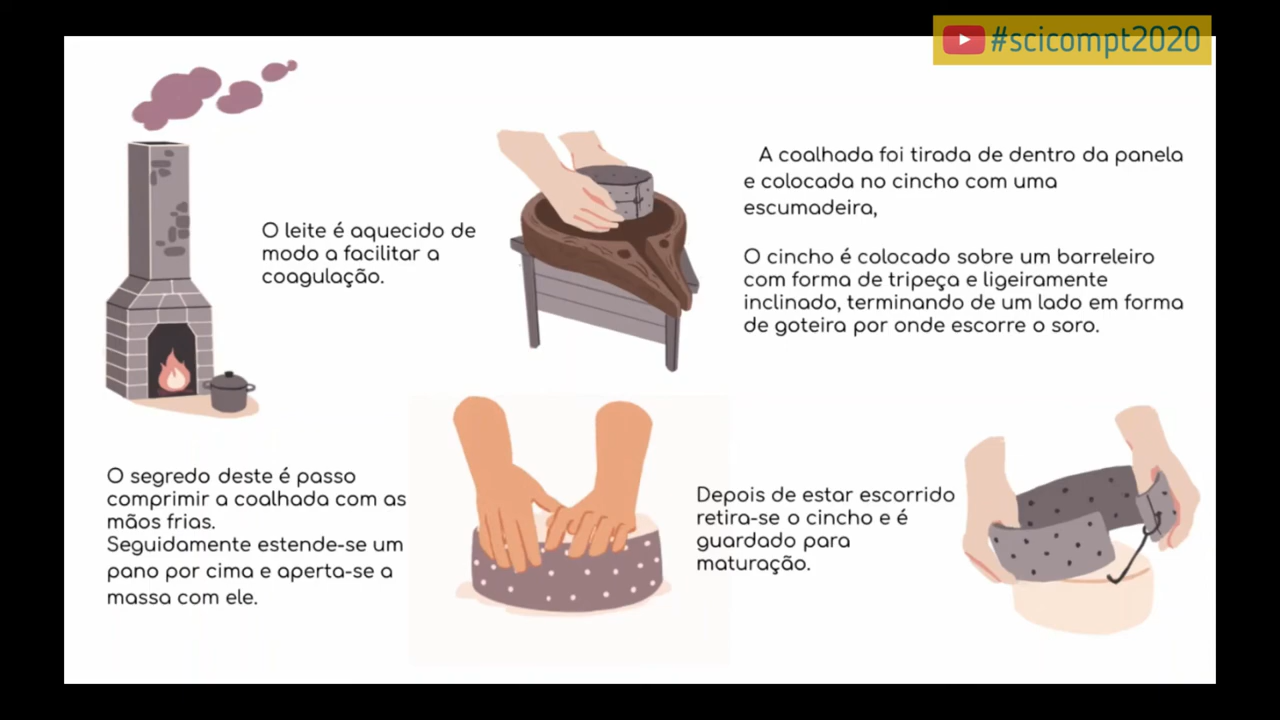 #scicompt2020
O leite é aquecido de
modo a facilitar a
coagulação.
A coalhada foi tirada de dentro da panela
e colocada no cincho com uma
escumadeira,
O cincho é colocado sobre um barreleiro
com forma de tripeça e ligeiramente
inclinado, terminando de um lado em forma
de goteira por onde escorre o soro.
O segredo deste é passo
comprimir a coalhada com as
mãos frias.
Seguidamente estende-se um
pano por cima e aperta-se a
massa com ele.
Depois de estar escorrido
retira-se o cincho e é
guardado para
maturação.